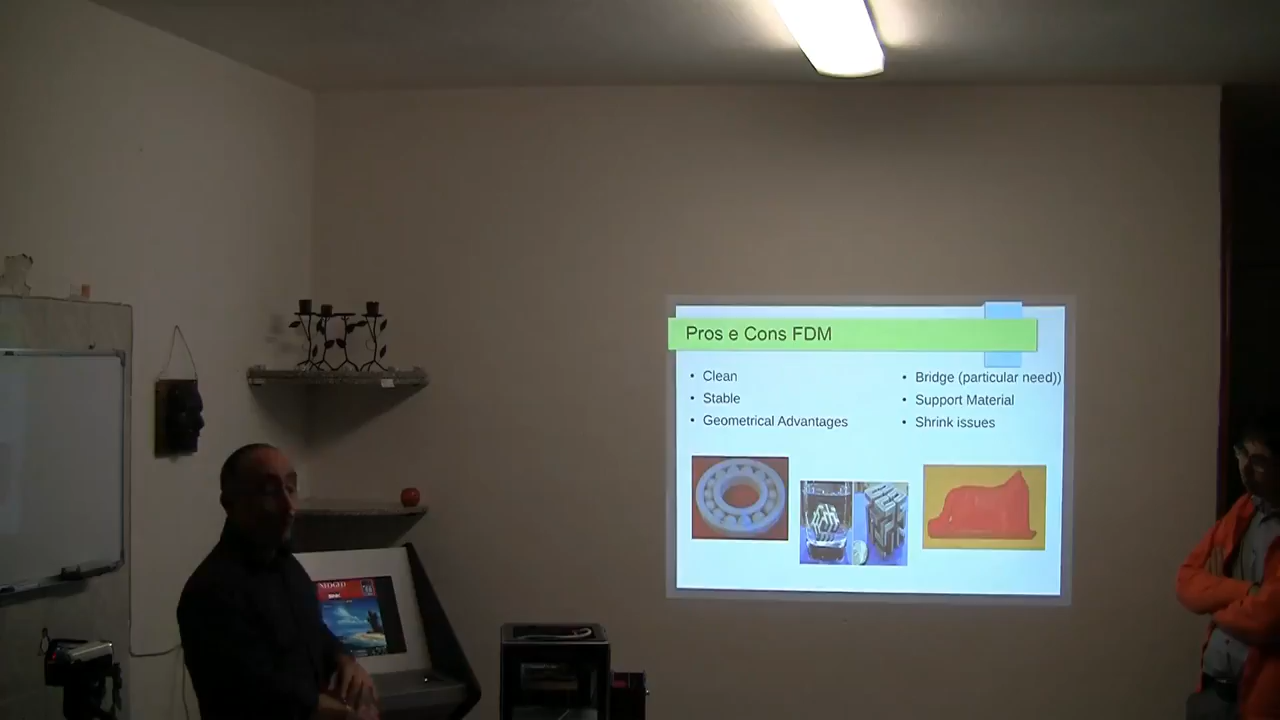 Pros e Cons FDM
• Clean
• Stable
• Geometrical Advantages
• Bridge (particular need))
• Support Material
• Shrink issues